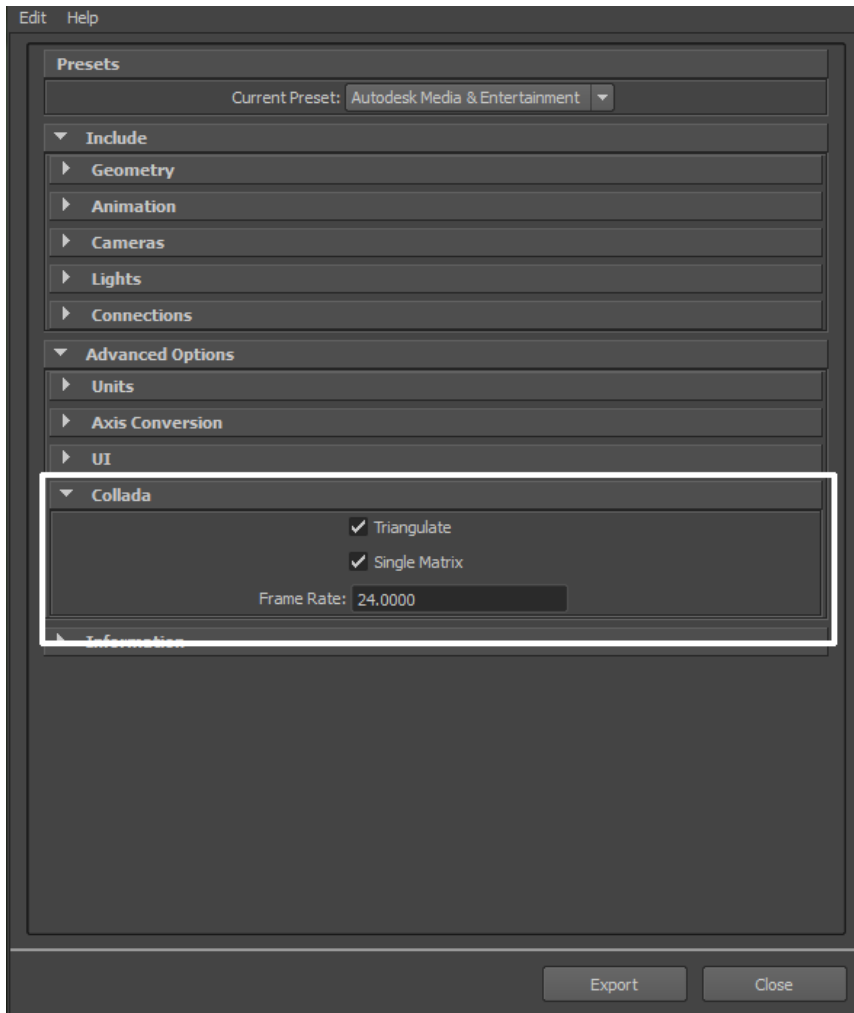 Edit Help
Presets
Current Preset: Autodesk Media & Entertainment
Include
Geometry
Animation
Cameras
Lights
Connections
Advanced Options
Units
Axis Conversion
UI
Collada
Triangulate
Single Matrix
Frame Rate: 24.0000
Information
Export Close